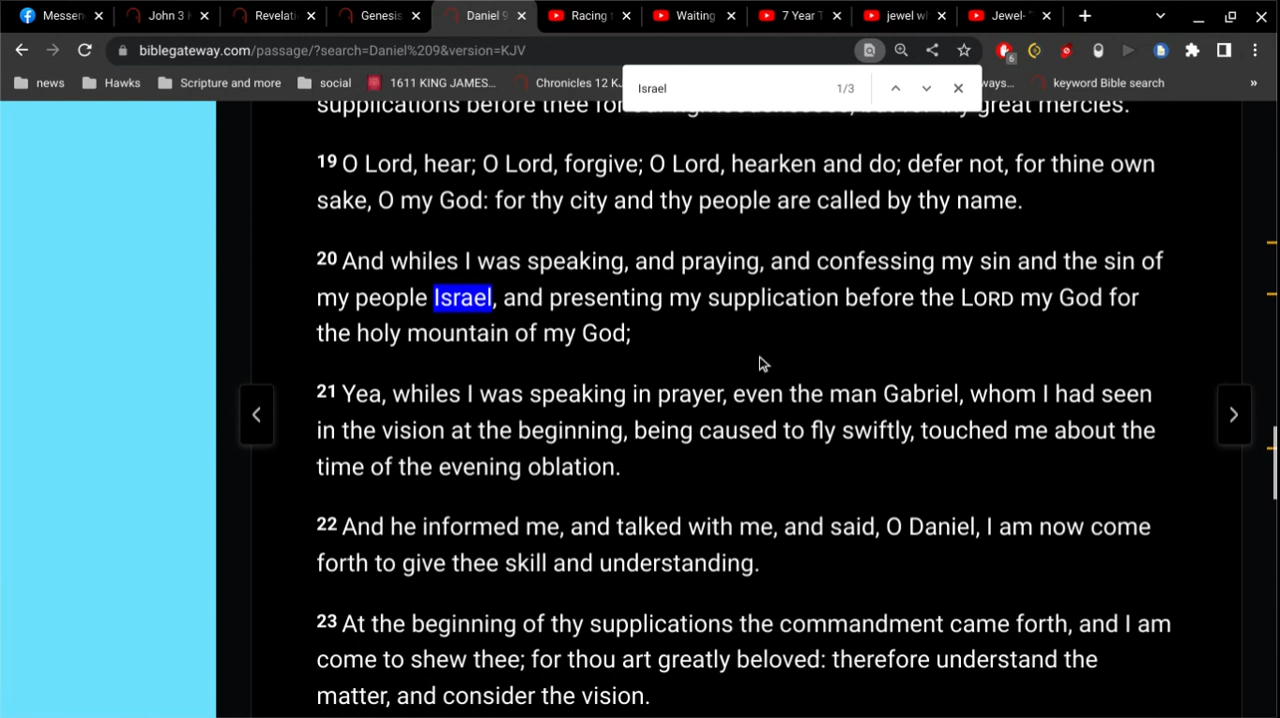 Messen
John 3
Revelati
Genesis
Daniel 9
Racing
Waiting
7 Year T
jewel w
Jewel-
biblegateway.com/passage/?search=Daniel%209&version=KJV
6
news
Hawks
Scripture and more
social
1611 KING JAMES...
Chronicles 12 K
ways...
keyword Bible search
»
Israel
1/3
supplications before thee for our righteousnesses, but for thy great mercies.
19 O Lord, hear; O Lord, forgive; O Lord, hearken and do; defer not, for thine own
sake, O my God: for thy city and thy people are called by thy name.
20 And whiles I was speaking, and praying, and confessing my sin and the sin of
my people Israel, and presenting my supplication before the LORD my God for
the holy mountain of my God;
21 Yea, whiles I was speaking in prayer, even the man Gabriel, whom I had seen
in the vision at the beginning, being caused to fly swiftly, touched me about the
time of the evening oblation.
22 And he informed me, and talked with me, and said, O Daniel, I am now come
forth to give thee skill and understanding.
23 At the beginning of thy supplications the commandment came forth, and I am
come to shew thee; for thou art greatly beloved: therefore understand the
matter, and consider the vision.